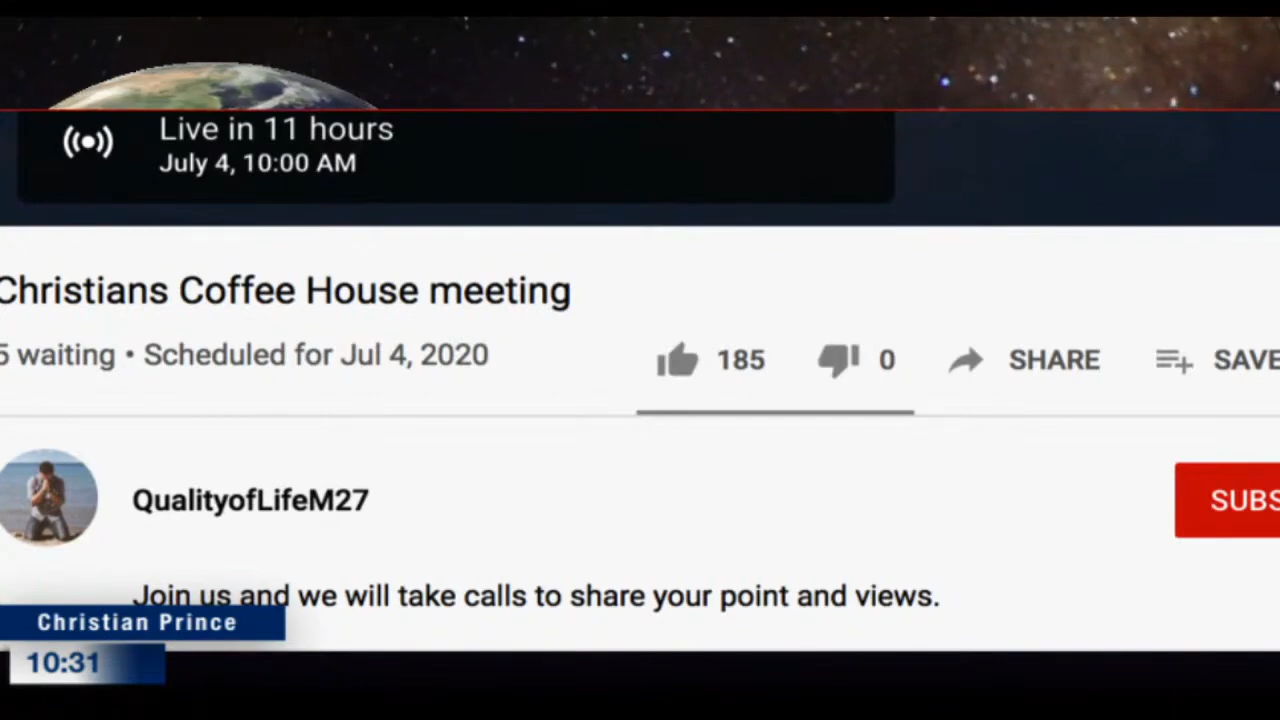 Live in 11 hours
July 4, 10:00 AM
Christians Coffee House meeting
5 waiting • Scheduled for Jul 4, 2020
185
0
SHARE
SAVE
QualityofLifeM27
SUBS
Join us and we will take calls to share your point and views.
Christian Prince
10:31